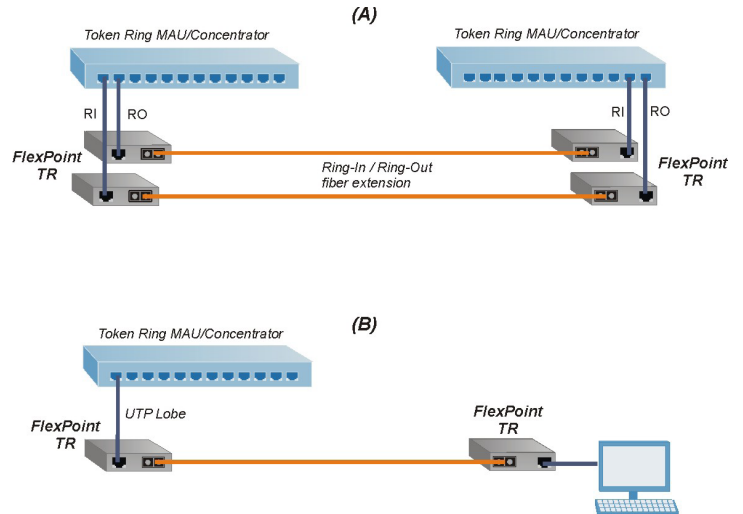 (A)
Token Ring MAU/Concentrator
Token Ring MAU/Concentrator
RI
RO
RI
RO
FlexPoint
TR
Ring-In / Ring-Out
fiber extension
FlexPoint
TR
(B)
Token Ring MAU/Concentrator
UTP Lobe
FlexPoint
TR
FlexPoint
TR